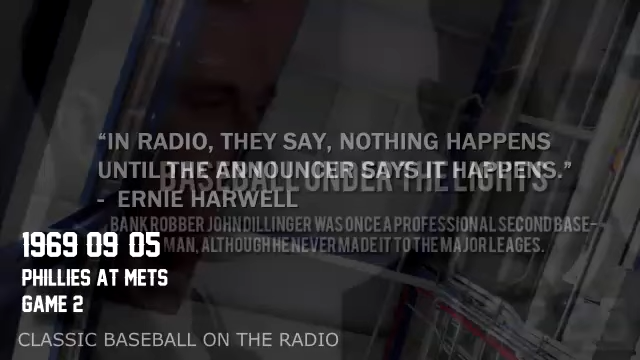 “IN RADIO, THEY SAY, NOTHING HAPPENS
UNTIL THE ANNOUNCER SAYS IT HAPPENS.”
- ERNIE HARWELL
BASEBALL UNDER THE LIGHTS
BANK ROBBER JOHN DILLINGER WAS ONCE A PROFESSIONAL SECOND BASE-
MAN, ALTHOUGH HE NEVER MADE IT TO THE MAJOR LEAGES.
1969 09 05
PHILLIES AT METS
GAME 2
CLASSIC BASEBALL ON THE RADIO